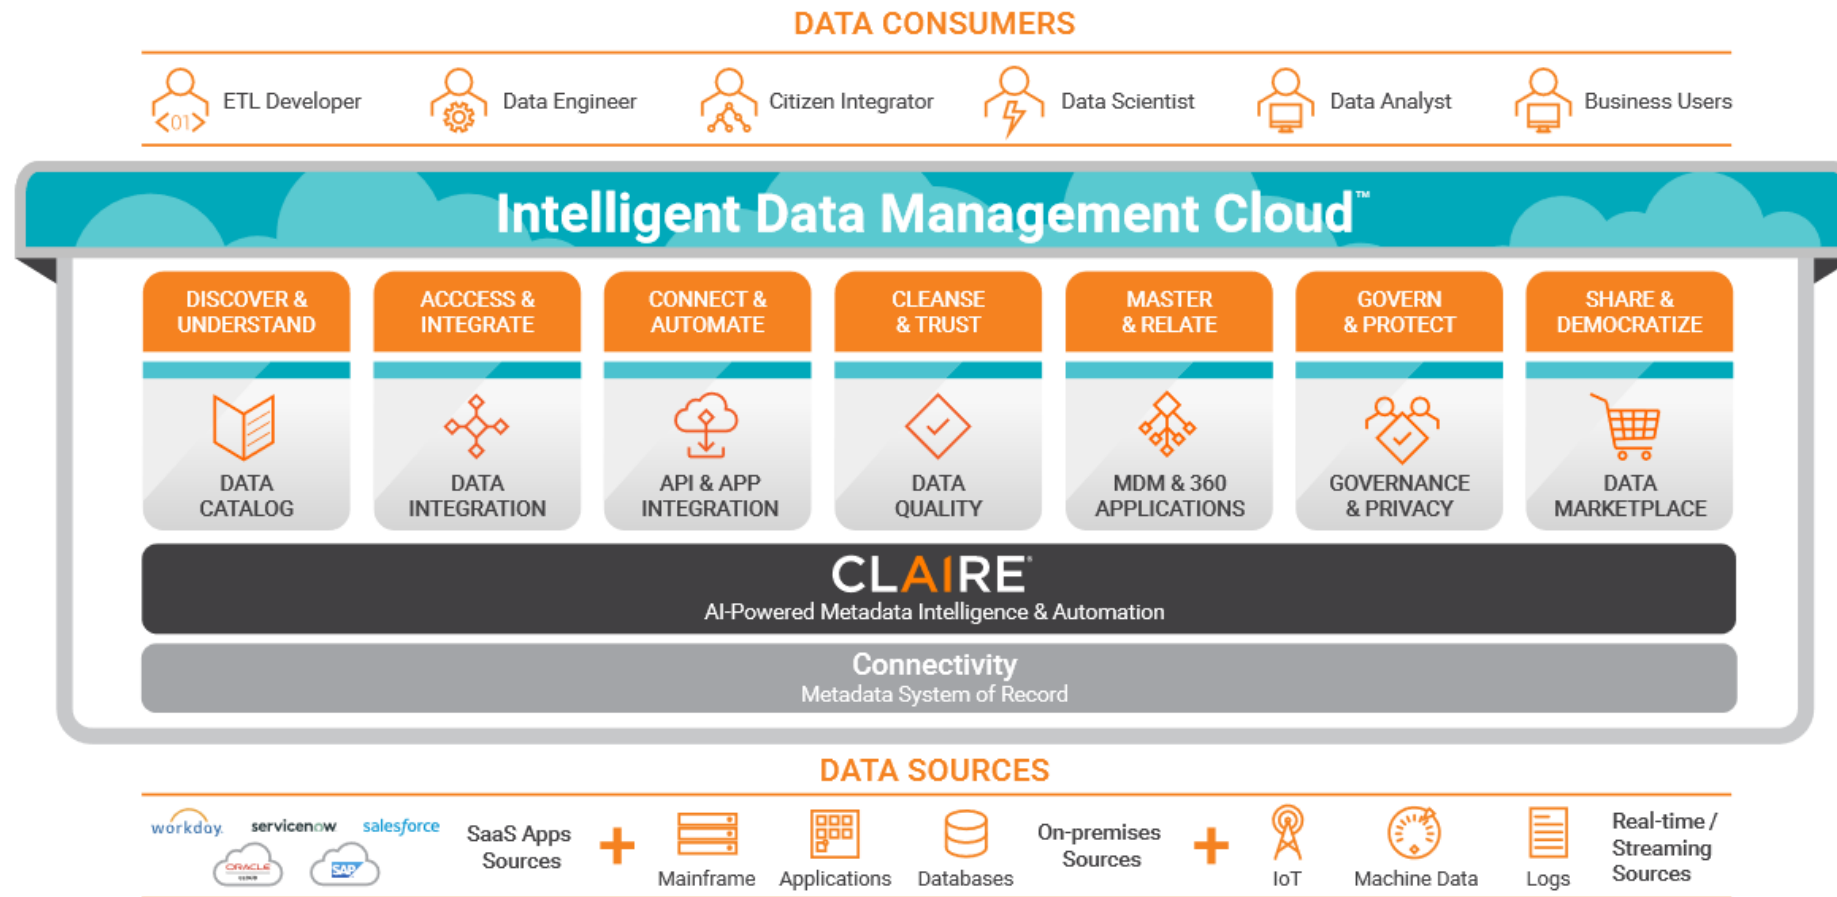 DATA CONSUMERS
<01>
ETL Developer
Data Engineer
Citizen Integrator
Data Scientist
Data Analyst
Business Users
Intelligent Data Management Cloud™
DISCOVER &
UNDERSTAND
ACCCESS &
INTEGRATE
CONNECT &
AUTOMATE
CLEANSE
& TRUST
MASTER
& RELATE
GOVERN
& PROTECT
SHARE &
DEMOCRATIZE
DATA
CATALOG
DATA
INTEGRATION
API & APP
INTEGRATION
DATA
QUALITY
MDM & 360
APPLICATIONS
GOVERNANCE
& PRIVACY
DATA
MARKETPLACE
CLAIRE®
AI-Powered Metadata Intelligence & Automation
Connectivity
Metadata System of Record
DATA SOURCES
workday.
servicenow
salesforce
ORACLE
CLOUD
SAP
SaaS Apps
Sources
+
Mainframe
Applications
Databases
On-premises
Sources
+
IoT
Machine Data
Logs
Real-time /
Streaming
Sources